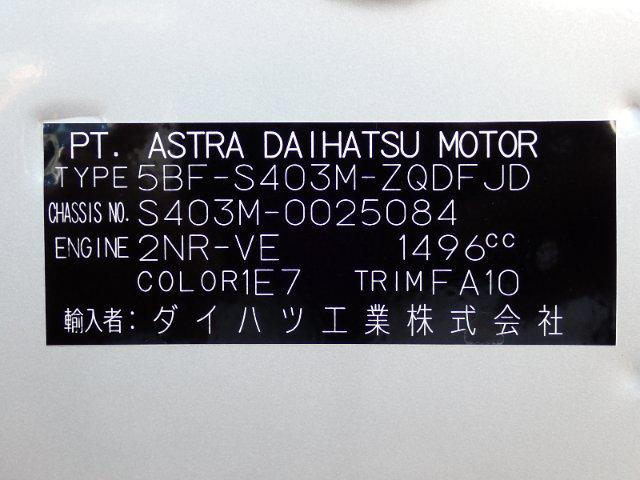 PT. ASTRA DAIHATSU MOTOR
TYPE 5BF-S403M-ZQDFJD
CHASSIS NO. S403M-0025084
ENGINE 2NR-VE 1496cc
COLOR 1E7 TRIM FA10
輸入者: ダイハツ工業株式会社